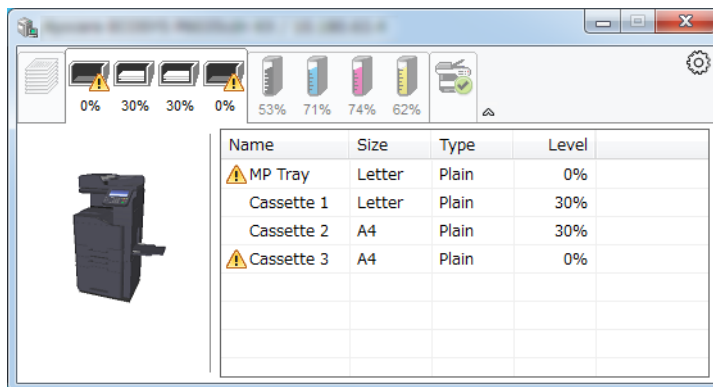 0% 30% 30% 0% 53% 71% 74% 62%
Name Size Type Level
MP Tray Letter Plain 0%
Cassette 1 Letter Plain 30%
Cassette 2 A4 Plain 30%
Cassette 3 A4 Plain 0%